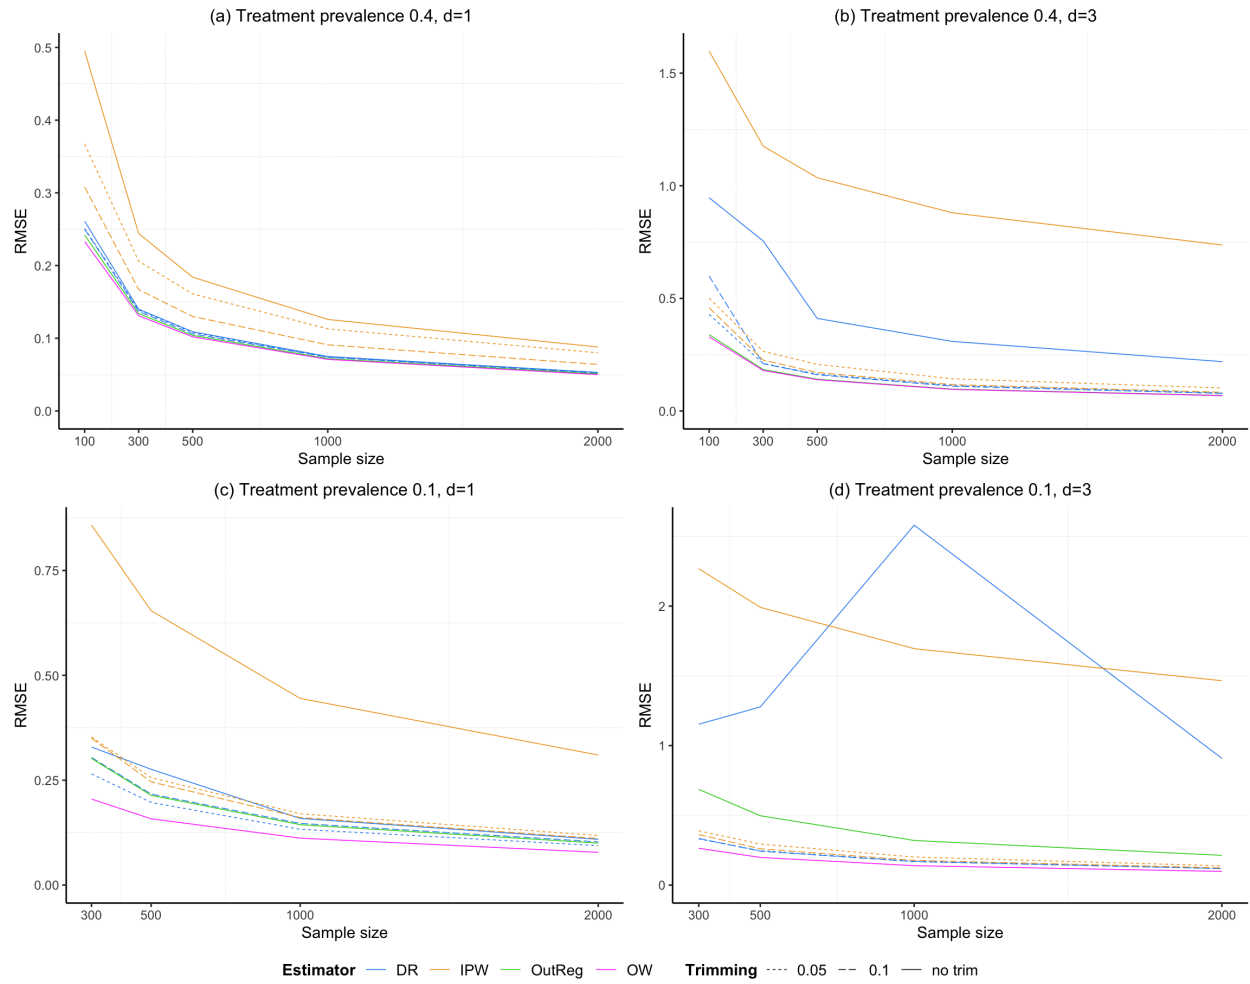 (a) Treatment prevalence 0.4, d=1
0.5
0.4
0.3
0.2
0.1
0.0
RMSE
100 300 500 1000 2000
Sample size
(b) Treatment prevalence 0.4, d=3
1.5
1.0
0.5
0.0
RMSE
100 300 500 1000 2000
Sample size
(c) Treatment prevalence 0.1, d=1
0.75
0.50
0.25
0.00
RMSE
300 500 1000 2000
Sample size
(d) Treatment prevalence 0.1, d=3
2
1
0
RMSE
300 500 1000 2000
Sample size
Estimator DR IPW OutReg OW Trimming 0.05 0.1 no trim